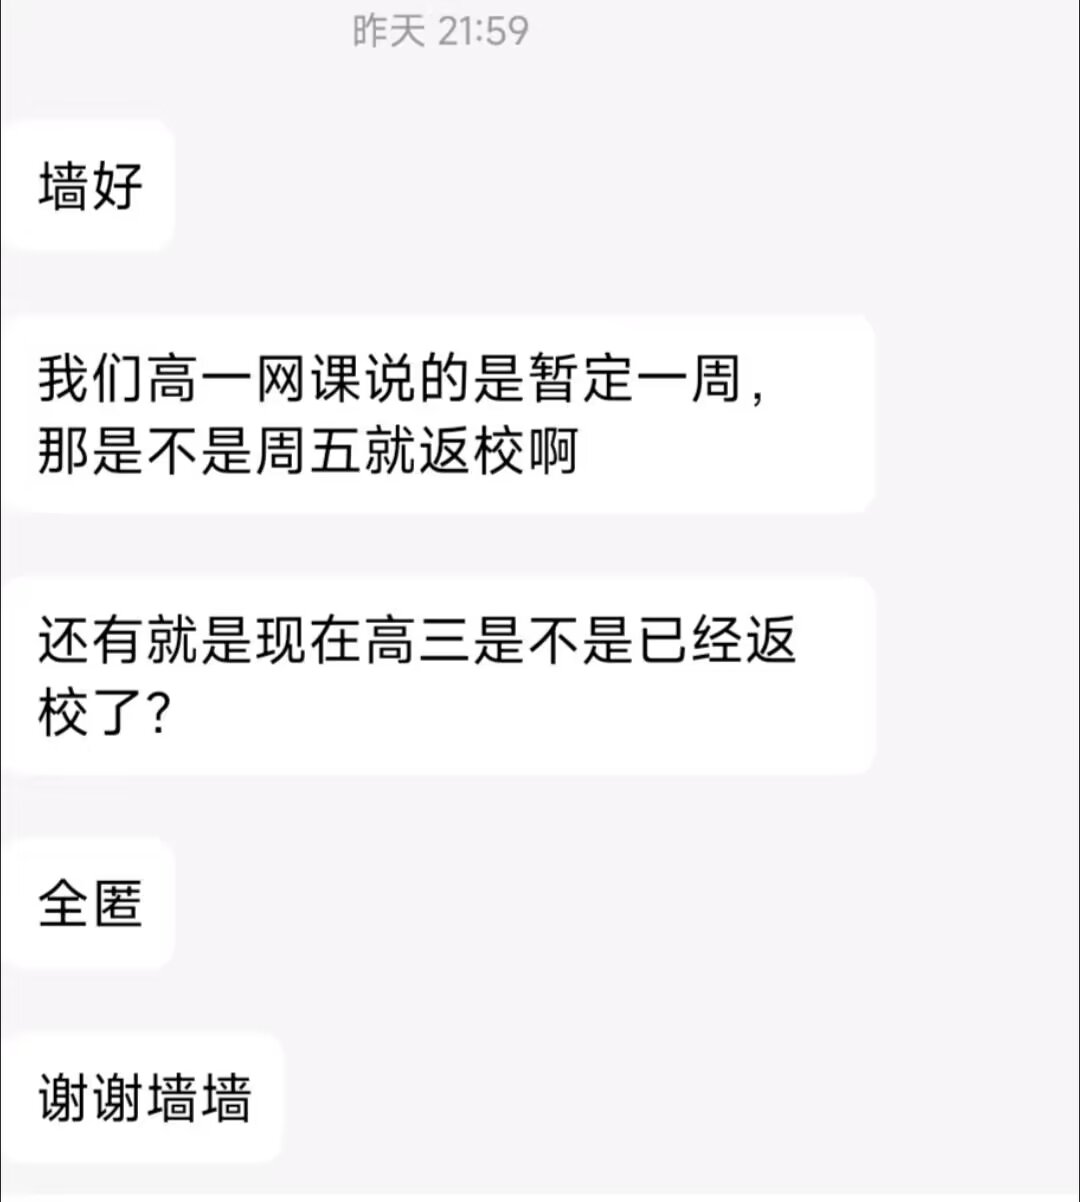 昨天 21:59
墙好
我们高一网课说的是暂定一周，
那是不是周五就返校啊
还有就是现在高三是不是已经返
校了？
全匿
谢谢墙墙